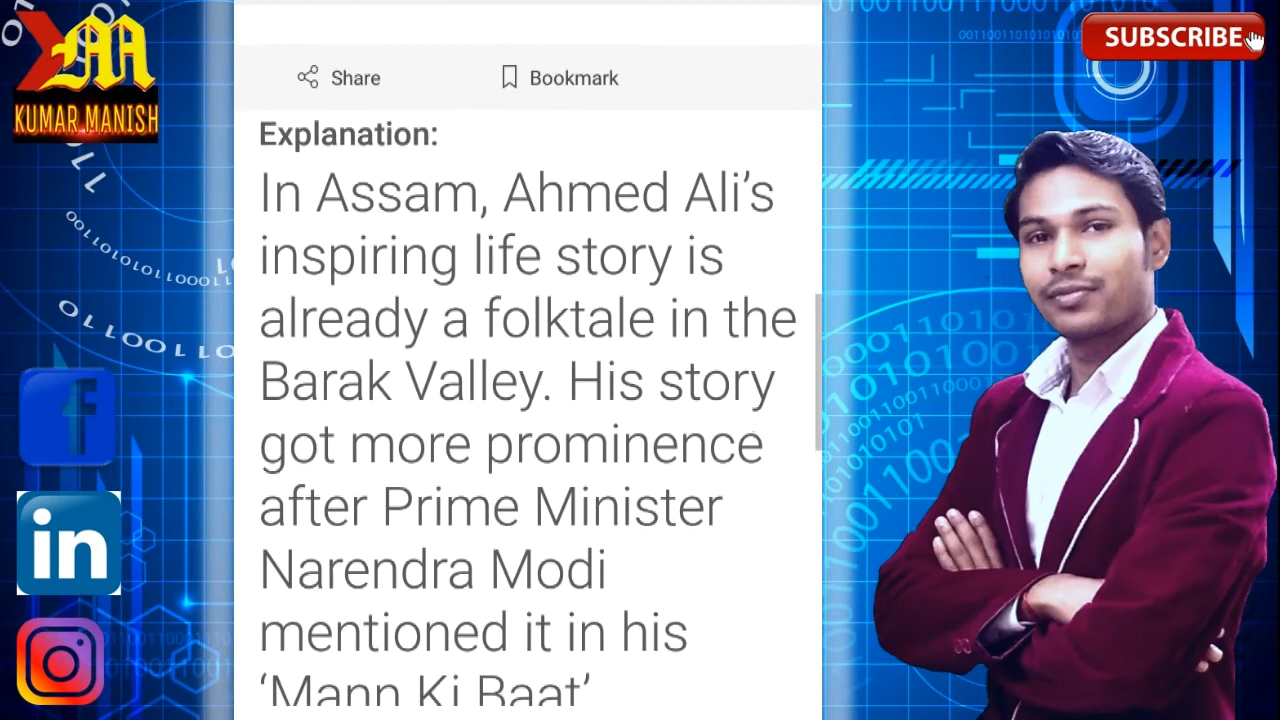 KUMAR MANISH
SUBSCRIBE
Share
Bookmark
Explanation:
In Assam, Ahmed Ali’s
inspiring life story is
already a folktale in the
Barak Valley. His story
got more prominence
after Prime Minister
Narendra Modi
mentioned it in his
‘Mann Ki Baat’
in